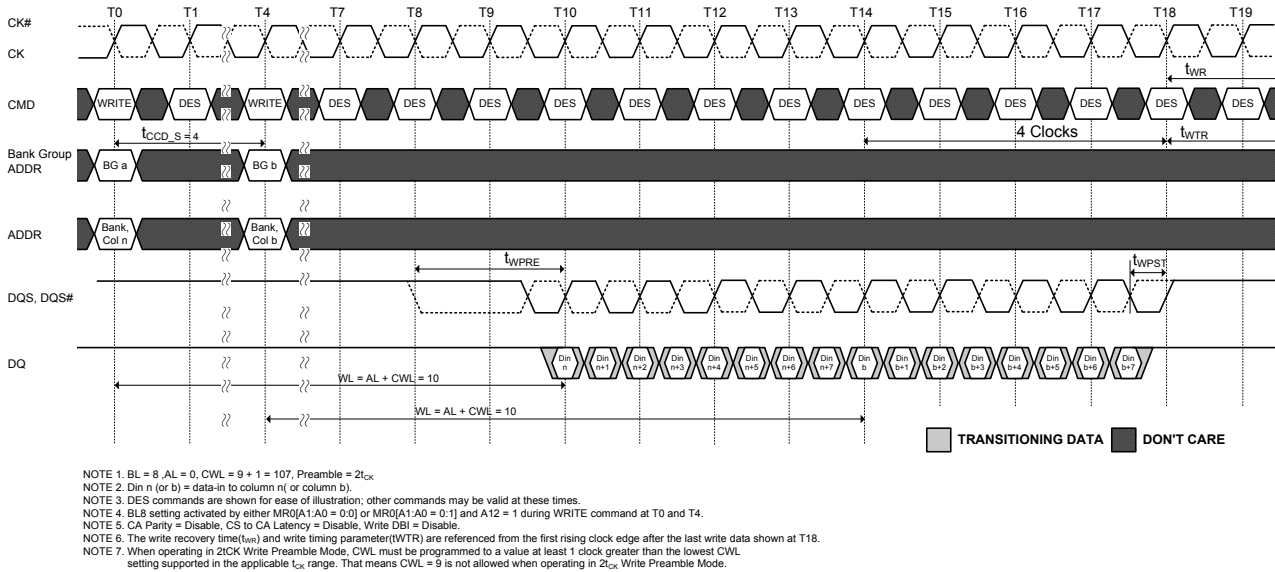 T0 T1 T4 T7 T8 T9 T10 T11 T12 T13 T14 T15 T16 T17 T18 T19
CK#
CK
tWR
CMD WRITE DES WRITE DES DES DES DES DES DES DES DES DES DES DES DES DES
tCCD_S = 4 4 Clocks tWTR
Bank Group
ADDR
BG a BG b
ADDR
Bank,
Col n
Bank,
Col b
tWPRE tWPST
DQS, DQS#
DQ
Din
n
Din
n+1
Din
n+2
Din
n+3
Din
n+4
Din
n+5
Din
n+6
Din
n+7
Din
b
Din
b+1
Din
b+2
Din
b+3
Din
b+4
Din
b+5
Din
b+6
Din
b+7
WL = AL + CWL = 10
WL = AL + CWL = 10
TRANSITIONING DATA DON'T CARE
NOTE 1. BL = 8 ,AL = 0, CWL = 9 + 1 = 107, Preamble = 2tCK
NOTE 2. Din n (or b) = data-in to column n( or column b).
NOTE 3. DES commands are shown for ease of illustration; other commands may be valid at these times.
NOTE 4. BL8 setting activated by either MR0[A1:A0 = 0:0] or MR0[A1:A0 = 0:1] and A12 = 1 during WRITE command at T0 and T4.
NOTE 5. CA Parity = Disable, CS to CA Latency = Disable, Write DBI = Disable.
NOTE 6. The write recovery time(tWR) and write timing parameter(tWTR) are referenced from the first rising clock edge after the last write data shown at T18.
NOTE 7. When operating in 2tCK Write Preamble Mode, CWL must be programmed to a value at least 1 clock greater than the lowest CWL
setting supported in the applicable tCK range. That means CWL = 9 is not allowed when operating in 2tCK Write Preamble Mode.